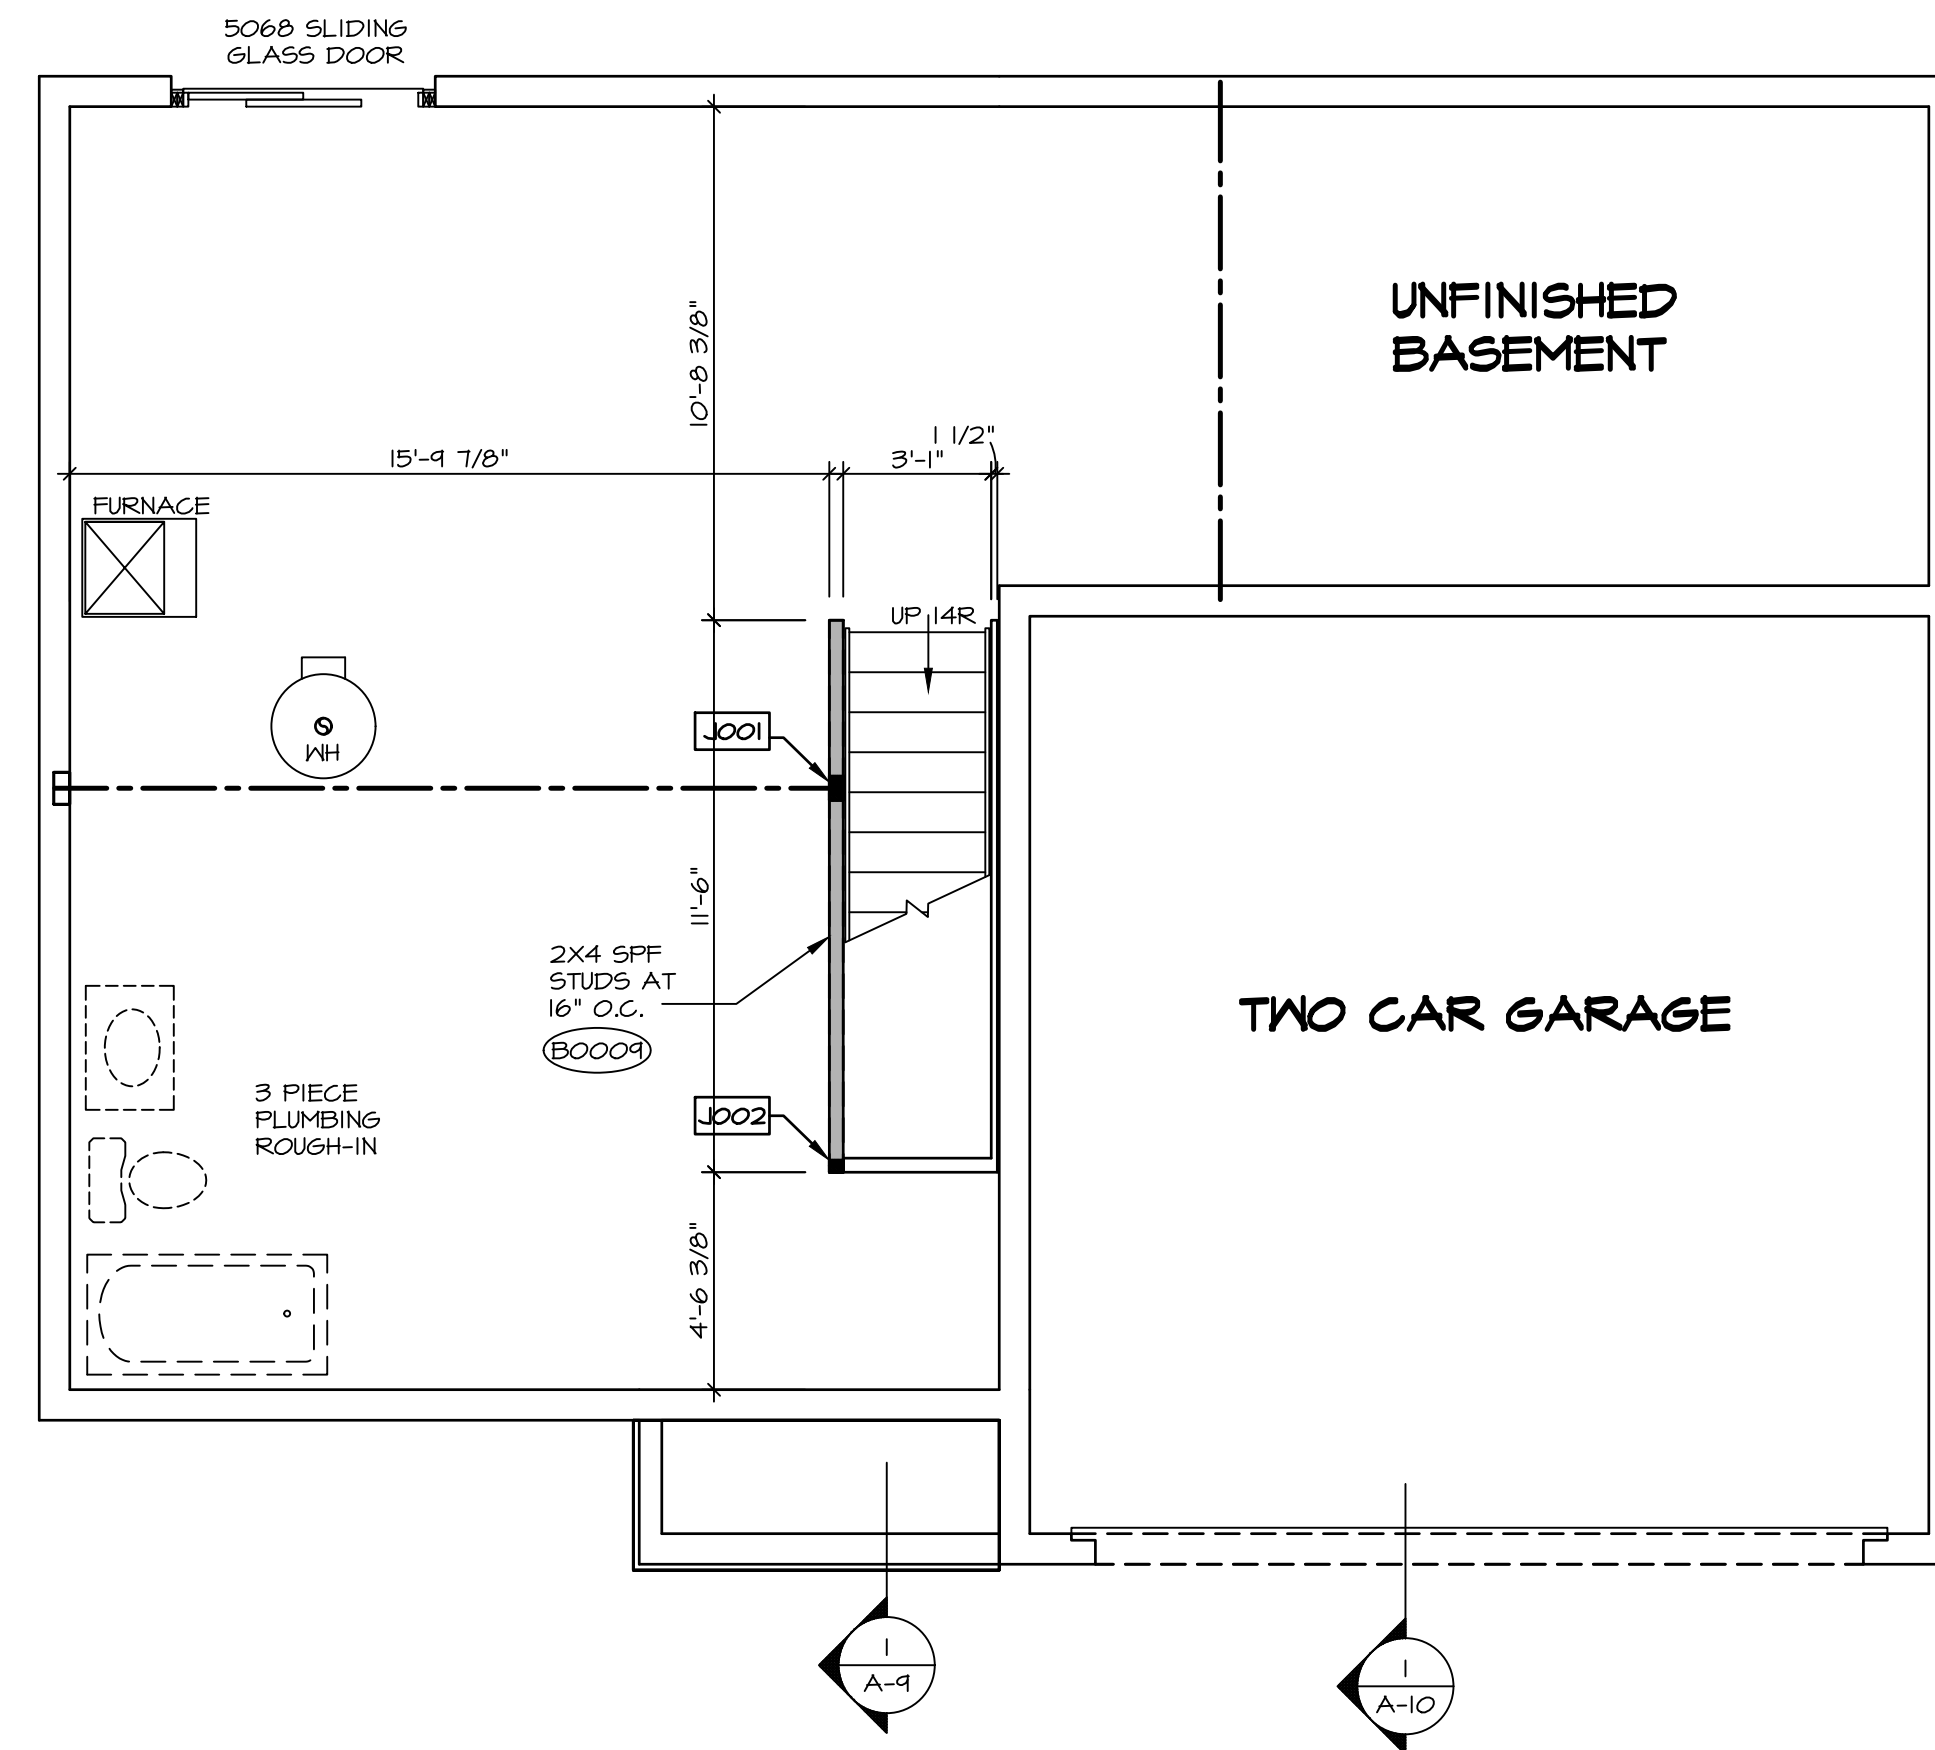 5068 SLIDING
GLASS DOOR
UNFINISHED
BASEMENT
10'-8 3/8"
1 1/2"
15'-9 7/8"
3'-1"
FURNACE
UP 14R
J001
WH
11'-6"
2X4 SPF
STUDS AT
16" O.C.
B0009
TWO CAR GARAGE
3 PIECE
PLUMBING
ROUGH-IN
J002
4'-6 3/8"
1
A-9
1
A-10